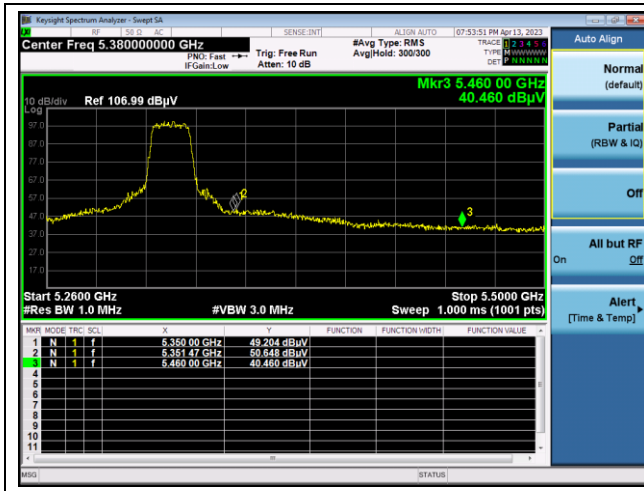 Keysight Spectrum Analyzer - Swept SA
RF 50 Ω AC SENSE:INT ALIGN AUTO 07:53:51 PM Apr 13, 2023
Center Freq 5.380000000 GHz
PNO: Fast
IFGain:Low
Trig: Free Run
Atten: 10 dB
#Avg Type: RMS
Avg|Hold: 300/300
TRACE 1 2 3 4 5 6
TYPE M W W W W W
DET P N N N N N
Mkr3 5.460 00 GHz
40.460 dBµV
10 dB/div Ref 106.99 dBµV
Log
97.0
87.0
77.0
67.0
57.0
47.0
37.0
27.0
17.0
2
3
Start 5.2600 GHz Stop 5.5000 GHz
#Res BW 1.0 MHz #VBW 3.0 MHz Sweep 1.000 ms (1001 pts)
MKR MODE TRC SCL X Y FUNCTION FUNCTION WIDTH FUNCTION VALUE
1 N 1 f 5.350 00 GHz 49.204 dBµV
2 N 1 f 5.351 47 GHz 50.648 dBµV
3 N 1 f 5.460 00 GHz 40.460 dBµV
4
5
6
7
8
9
10
11
MSG STATUS
Auto Align
Normal
(default)
Partial
(RBW & IQ)
Off
All but RF
On Off
Alert
[Time & Temp]